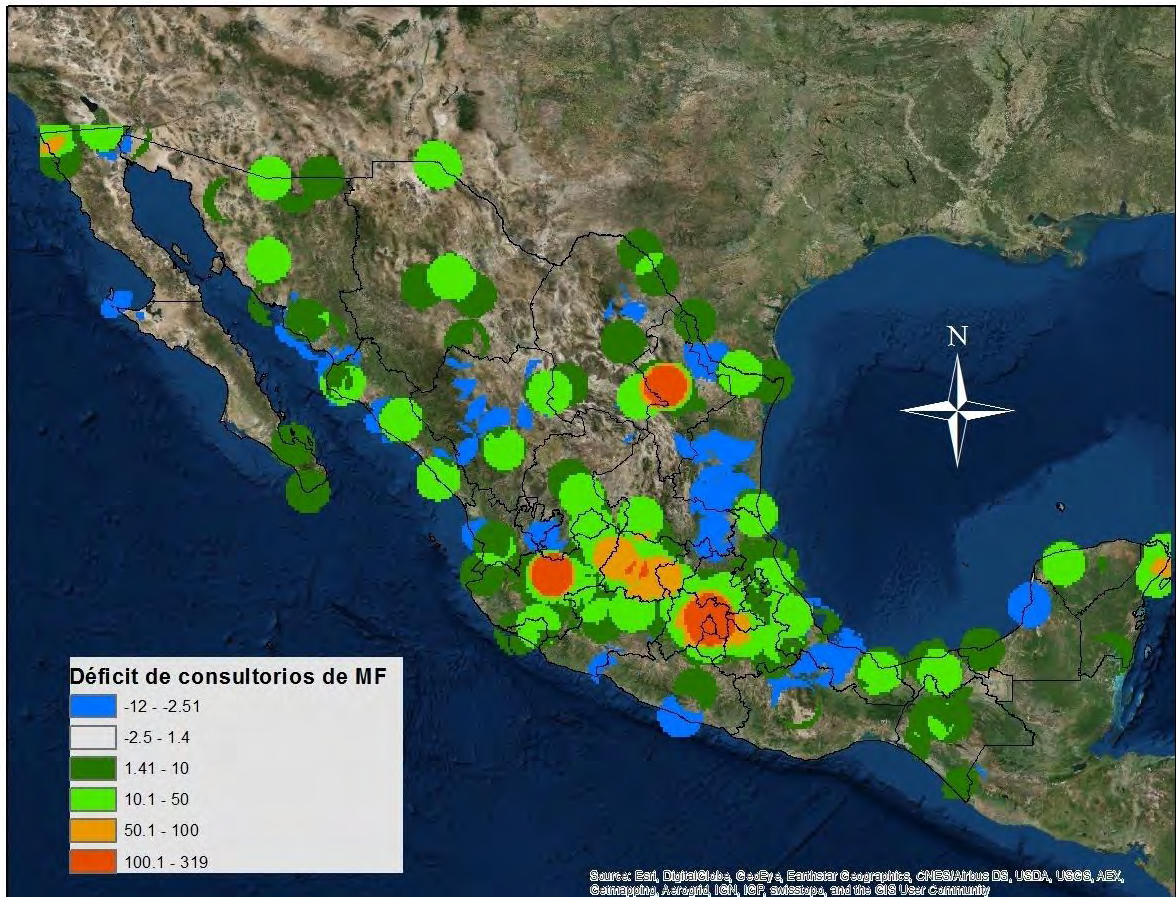 N
Déficit de consultorios de MF
-12 - -2.51
-2.5 - 1.4
1.41 - 10
10.1 - 50
50.1 - 100
100.1 - 319
Source: Esri, DigitalGlobe, GeoEye, Earthstar Geographics, CNES/Airbus DS, USDA, USGS, AEX,
Getmapping, Aerogrid, IGN, IGP, swisstopo, and the GIS User Community